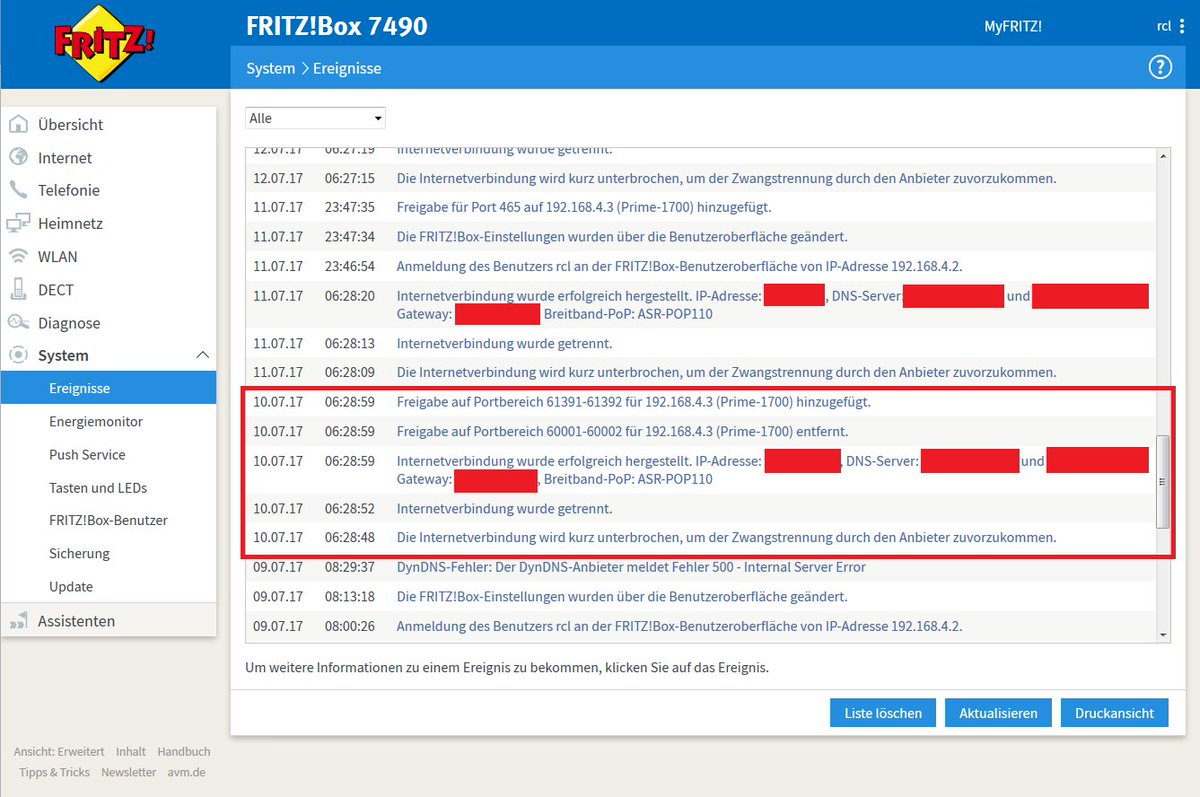 FRITZ!
FRITZ!Box 7490
MyFRITZ!
rcl
System > Ereignisse
?
Übersicht
Internet
Telefonie
Heimnetz
WLAN
DECT
Diagnose
System
Ereignisse
Energiemonitor
Push Service
Tasten und LEDs
FRITZ!Box-Benutzer
Sicherung
Update
Assistenten
Ansicht: Erweitert Inhalt Handbuch
Tipps & Tricks Newsletter avm.de
Alle
12.07.17 06:27:19 Internetverbindung wurde getrennt.
12.07.17 06:27:15 Die Internetverbindung wird kurz unterbrochen, um der Zwangstrennung durch den Anbieter zuvorzukommen.
11.07.17 23:47:35 Freigabe für Port 465 auf 192.168.4.3 (Prime-1700) hinzugefügt.
11.07.17 23:47:34 Die FRITZ!Box-Einstellungen wurden über die Benutzeroberfläche geändert.
11.07.17 23:46:54 Anmeldung des Benutzers rcl an der FRITZ!Box-Benutzeroberfläche von IP-Adresse 192.168.4.2.
11.07.17 06:28:20 Internetverbindung wurde erfolgreich hergestellt. IP-Adresse: , DNS-Server: und
Gateway: Breitband-PoP: ASR-POP110
11.07.17 06:28:13 Internetverbindung wurde getrennt.
11.07.17 06:28:09 Die Internetverbindung wird kurz unterbrochen, um der Zwangstrennung durch den Anbieter zuvorzukommen.
10.07.17 06:28:59 Freigabe auf Portbereich 61391-61392 für 192.168.4.3 (Prime-1700) hinzugefügt.
10.07.17 06:28:59 Freigabe auf Portbereich 60001-60002 für 192.168.4.3 (Prime-1700) entfernt.
10.07.17 06:28:59 Internetverbindung wurde erfolgreich hergestellt. IP-Adresse: , DNS-Server: und
Gateway: , Breitband-PoP: ASR-POP110
10.07.17 06:28:52 Internetverbindung wurde getrennt.
10.07.17 06:28:48 Die Internetverbindung wird kurz unterbrochen, um der Zwangstrennung durch den Anbieter zuvorzukommen.
09.07.17 08:29:37 DynDNS-Fehler: Der DynDNS-Anbieter meldet Fehler 500 - Internal Server Error
09.07.17 08:13:18 Die FRITZ!Box-Einstellungen wurden über die Benutzeroberfläche geändert.
09.07.17 08:00:26 Anmeldung des Benutzers rcl an der FRITZ!Box-Benutzeroberfläche von IP-Adresse 192.168.4.2.
Um weitere Informationen zu einem Ereignis zu bekommen, klicken Sie auf das Ereignis.
Liste löschen Aktualisieren Druckansicht